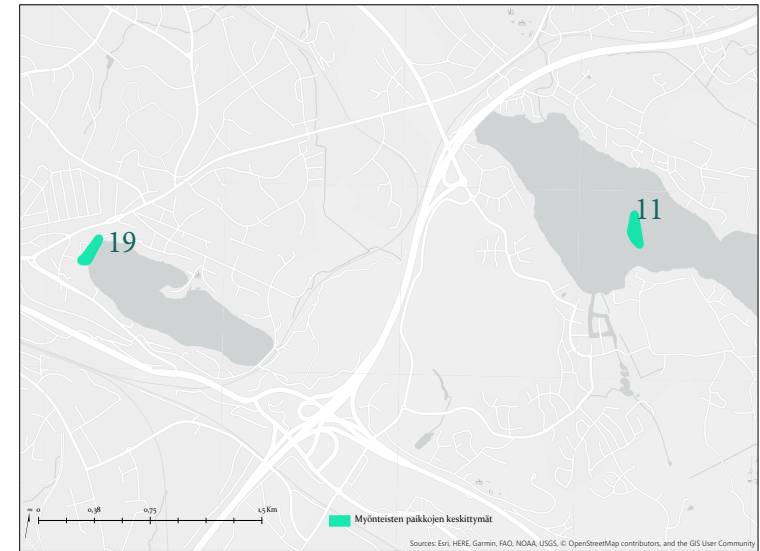 11
19
0 0,38 0,75 1,5 Km
Myönteisten paikkojen keskittymät
Sources: Esri, HERE, Garmin, FAO, NOAA, USGS, © OpenStreetMap contributors, and the GIS User Community